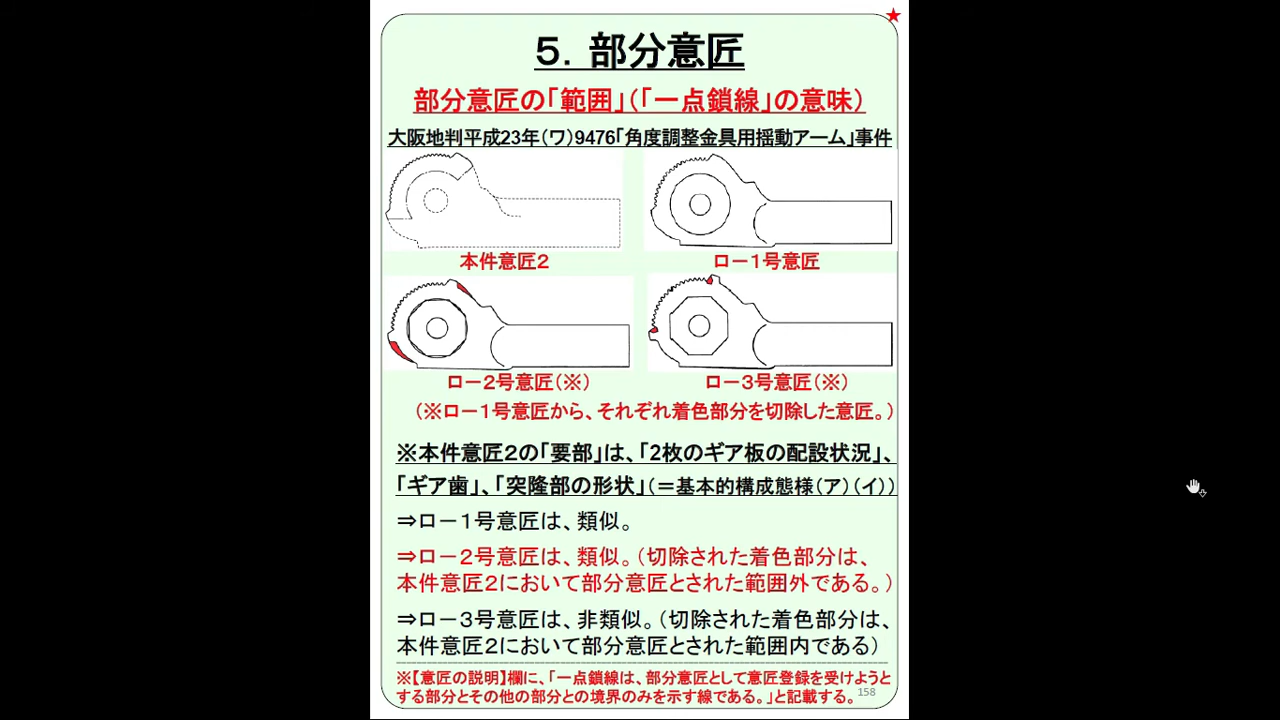 ５．部分意匠
部分意匠の「範囲」（「一点鎖線」の意味）
大阪地判平成23年（ワ）9476「角度調整金具用揺動アーム」事件
本件意匠２
ロ－１号意匠
ロ－２号意匠（※）
ロ－３号意匠（※）
（※ロ－１号意匠から、それぞれ着色部分を切除した意匠。）
※本件意匠２の「要部」は、「2枚のギア板の配設状況」、
「ギア歯」、「突隆部の形状」（＝基本的構成態様（ア）（イ））
⇒ロ－１号意匠は、類似。
⇒ロ－２号意匠は、類似。（切除された着色部分は、
本件意匠２において部分意匠とされた範囲外である。）
⇒ロ－３号意匠は、非類似。（切除された着色部分は、
本件意匠２において部分意匠とされた範囲内である）
※【意匠の説明】欄に、「一点鎖線は、部分意匠として意匠登録を受けようと
する部分とその他の部分との境界のみを示す線である。」と記載する。
158